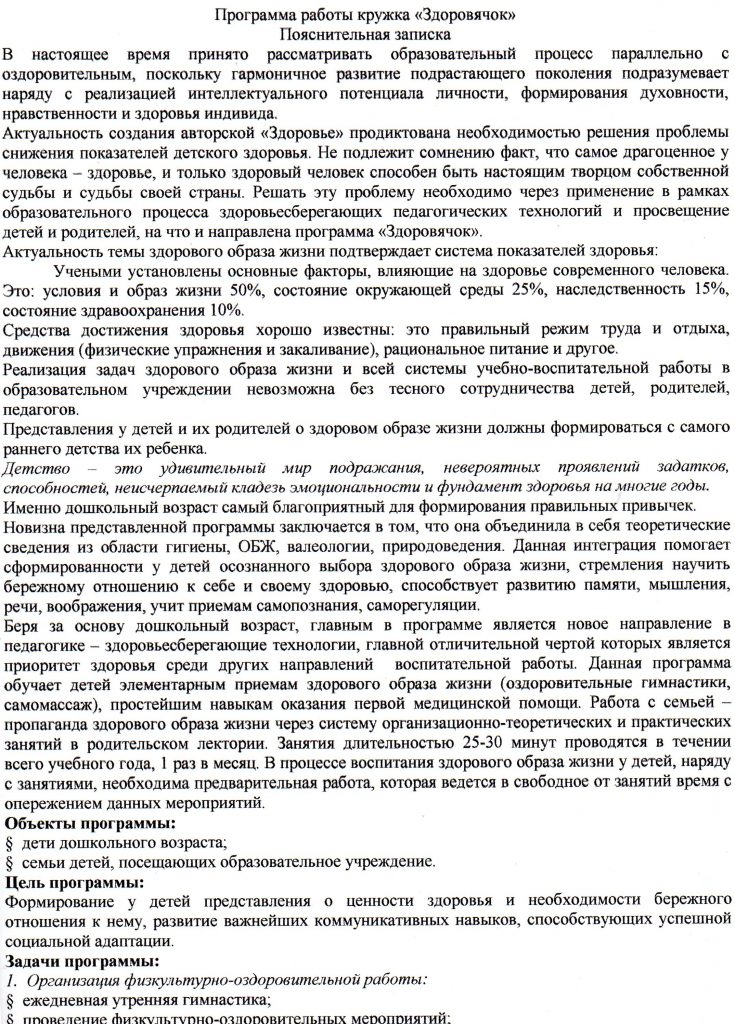 Программа работы кружка «Здоровячок»
Пояснительная записка
В настоящее время принято рассматривать образовательный процесс параллельно с
оздоровительным, поскольку гармоничное развитие подрастающего поколения подразумевает
наряду с реализацией интеллектуального потенциала личности, формирования духовности,
нравственности и здоровья индивида.
Актуальность создания авторской «Здоровье» продиктована необходимостью решения проблемы
снижения показателей детского здоровья. Не подлежит сомнению факт, что самое драгоценное у
человека – здоровье, и только здоровый человек способен быть настоящим творцом собственной
судьбы и судьбы своей страны. Решать эту проблему необходимо через применение в рамках
образовательного процесса здоровьесберегающих педагогических технологий и просвещение
детей и родителей, на что и направлена программа «Здоровячок».
Актуальность темы здорового образа жизни подтверждает система показателей здоровья:
Учеными установлены основные факторы, влияющие на здоровье современного человека.
Это: условия и образ жизни 50%, состояние окружающей среды 25%, наследственность 15%,
состояние здравоохранения 10%.
Средства достижения здоровья хорошо известны: это правильный режим труда и отдыха,
движения (физические упражнения и закаливание), рациональное питание и другое.
Реализация задач здорового образа жизни и всей системы учебно-воспитательной работы в
образовательном учреждении невозможна без тесного сотрудничества детей, родителей,
педагогов.
Представления у детей и их родителей о здоровом образе жизни должны формироваться с самого
раннего детства их ребенка.
Детство – это удивительный мир подражания, невероятных проявлений задатков,
способностей, неисчерпаемый кладезь эмоциональности и фундамент здоровья на многие годы.
Именно дошкольный возраст самый благоприятный для формирования правильных привычек.
Новизна представленной программы заключается в том, что она объединила в себя теоретические
сведения из области гигиены, ОБЖ, валеологии, природоведения. Данная интеграция помогает
сформированности у детей осознанного выбора здорового образа жизни, стремления научить
бережному отношению к себе и своему здоровью, способствует развитию памяти, мышления,
речи, воображения, учит приемам самопознания, саморегуляции.
Беря за основу дошкольный возраст, главным в программе является новое направление в
педагогике – здоровьесберегающие технологии, главной отличительной чертой которых является
приоритет здоровья среди других направлений воспитательной работы. Данная программа
обучает детей элементарным приемам здорового образа жизни (оздоровительные гимнастики,
самомассаж), простейшим навыкам оказания первой медицинской помощи. Работа с семьей –
пропаганда здорового образа жизни через систему организационно-теоретических и практических
занятий в родительском лектории. Занятия длительностью 25-30 минут проводятся в течении
всего учебного года, 1 раз в месяц. В процессе воспитания здорового образа жизни у детей, наряду
с занятиями, необходима предварительная работа, которая ведется в свободное от занятий время с
опережением данных мероприятий.
Объекты программы:
§ дети дошкольного возраста;
§ семьи детей, посещающих образовательное учреждение.
Цель программы:
Формирование у детей представления о ценности здоровья и необходимости бережного
отношения к нему, развитие важнейших коммуникативных навыков, способствующих успешной
социальной адаптации.
Задачи программы:
1. Организация физкультурно-оздоровительной работы:
§ ежедневная утренняя гимнастика;
§ проведение физкультурно-оздоровительных мероприятий;